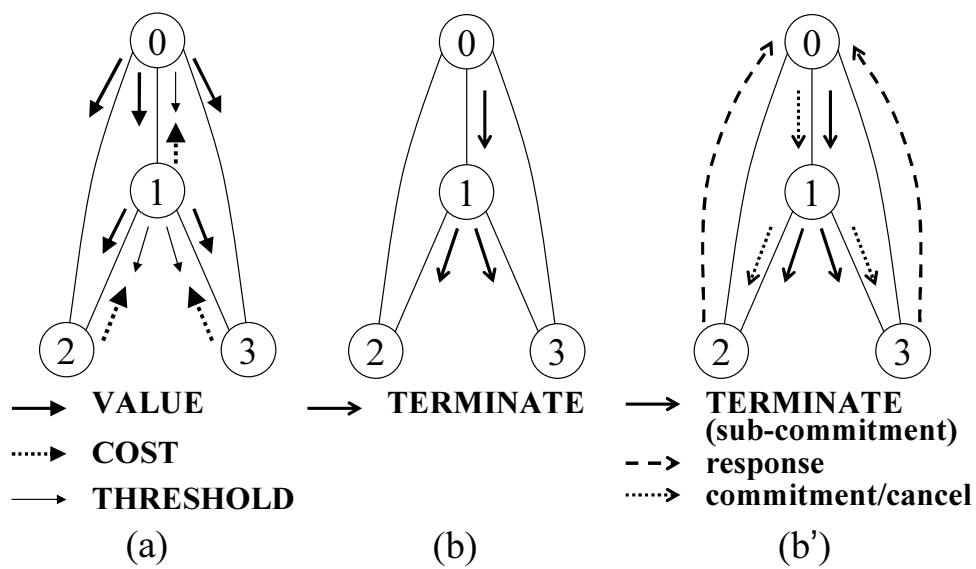 0
1
2
3
VALUE
COST
THRESHOLD
(a)
0
1
2
3
TERMINATE
(b)
0
1
2
3
TERMINATE
(sub-commitment)
response
commitment/cancel
(b')